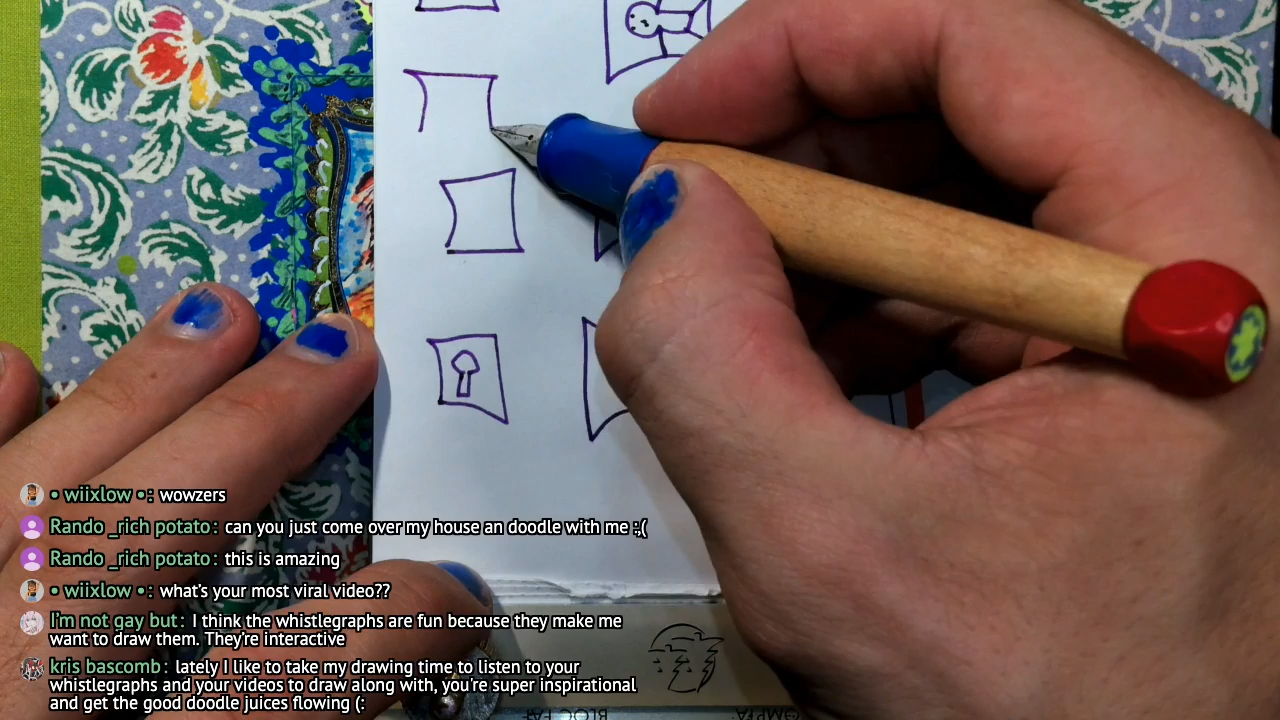 • wiixlow •: wowzers
Rando _rich potato: can you just come over my house an doodle with me :,(
Rando _rich potato: this is amazing
• wiixlow •: what's your most viral video??
I'm not gay but: I think the whistlegraphs are fun because they make me
want to draw them. They're interactive
kris bascomb: lately I like to take my drawing time to listen to your
whistlegraphs and your videos to draw along with, you're super inspirational
and get the good doodle juices flowing (: